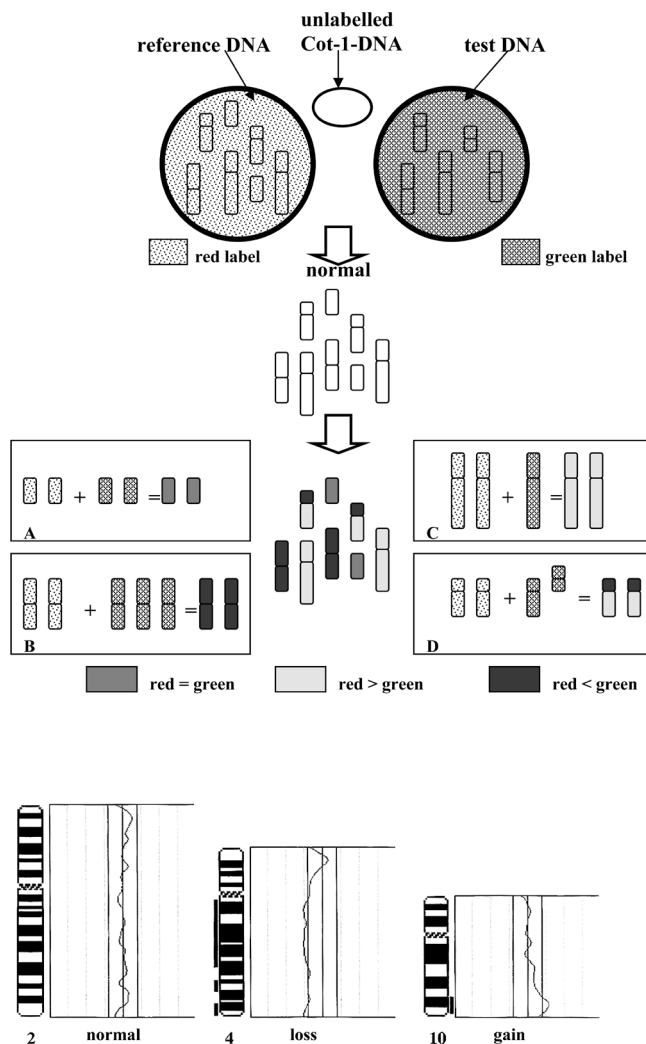 unlabelled
Cot-1-DNA
reference DNA
test DNA
red label
normal
green label
+ =
A
+ =
C
+ =
B
+ =
D
red = green
red > green
red < green
2 normal
4 loss
10 gain